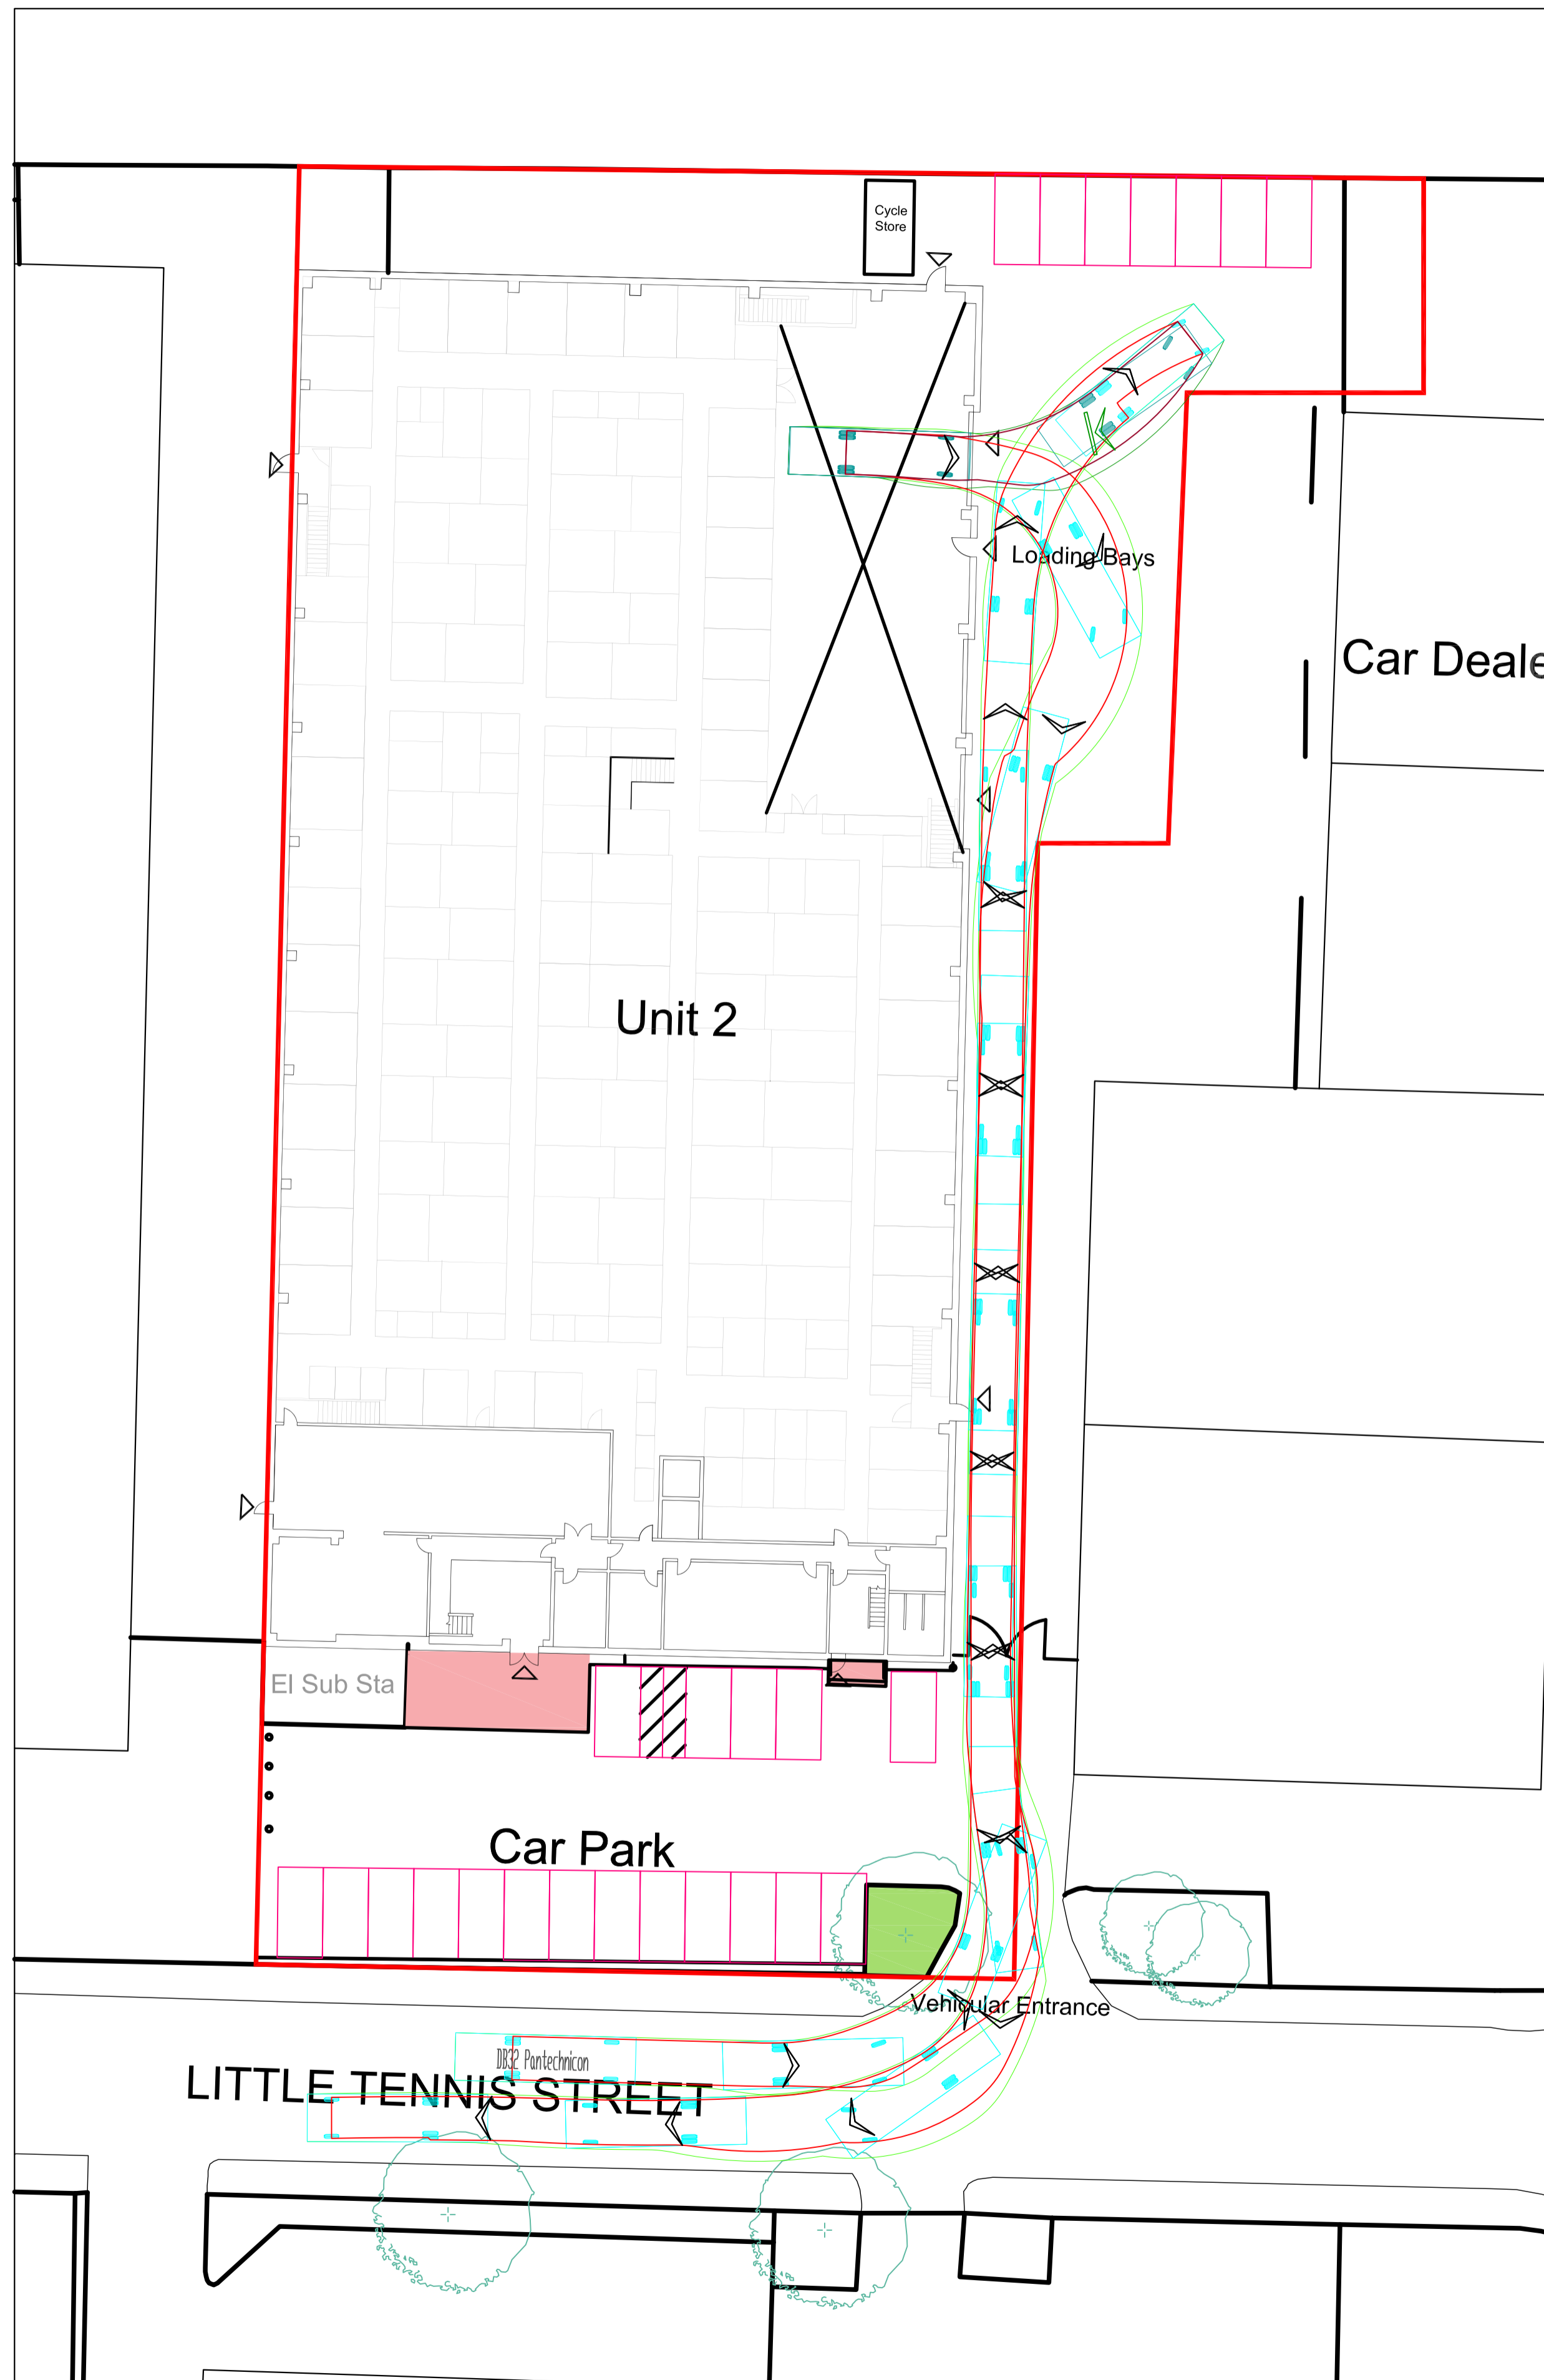 Cycle
Store
Loading Bays
Car Deale
Unit 2
El Sub Sta
Car Park
Vehicular Entrance
DB32 Pantechnicon
LITTLE TENNIS STREET